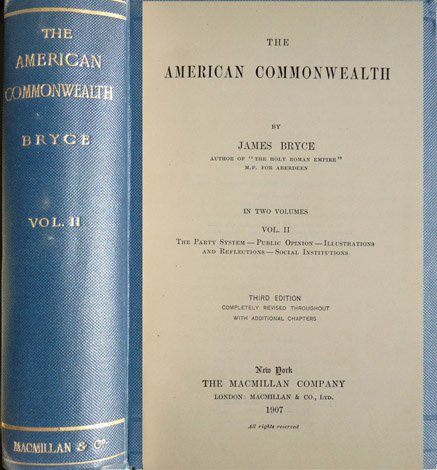 THE
AMERICAN
COMMONWEALTH
BRYCE
VOL. II
MACMILLAN & Co.
THE
AMERICAN COMMONWEALTH
BY
JAMES BRYCE
AUTHOR OF "THE HOLY ROMAN EMPIRE"
M.P. FOR ABERDEEN
IN TWO VOLUMES
VOL. II
THE PARTY SYSTEM — PUBLIC OPINION — ILLUSTRATIONS
AND REFLECTIONS — SOCIAL INSTITUTIONS
THIRD EDITION
COMPLETELY REVISED THROUGHOUT
WITH ADDITIONAL CHAPTERS
New York
THE MACMILLAN COMPANY
LONDON: MACMILLAN & CO., LTD.
1907
All rights reserved